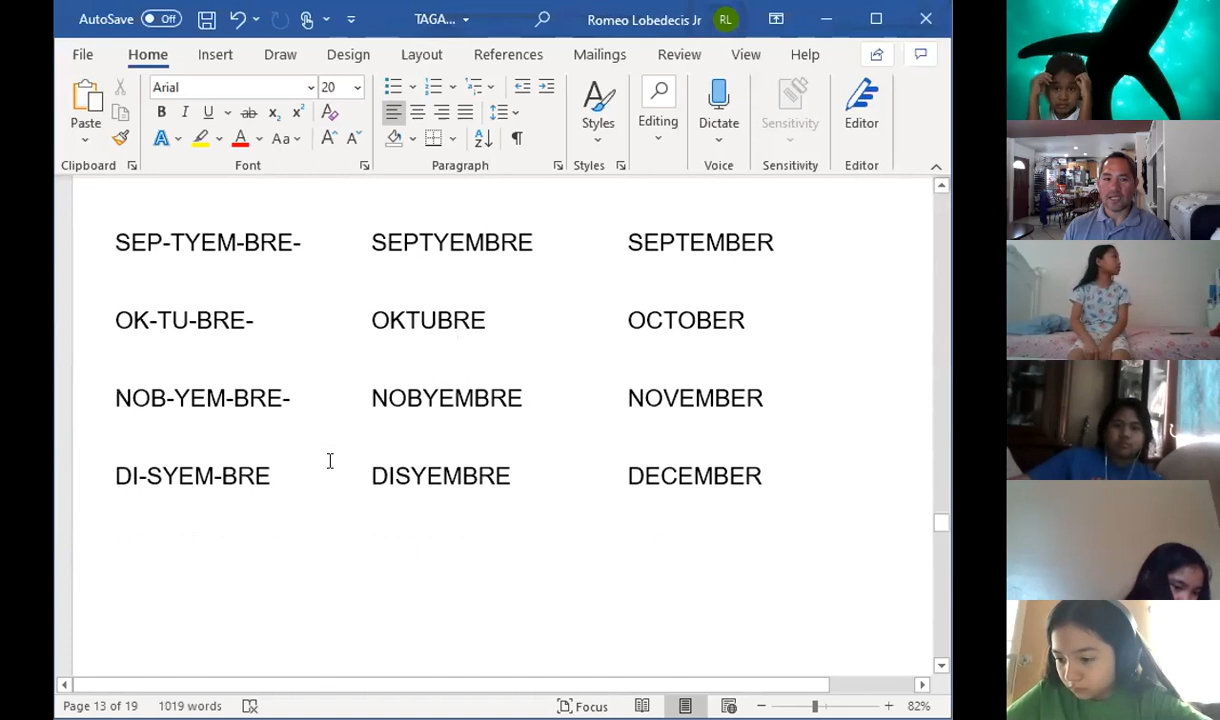 AutoSave Off TAGA... Romeo Lobedecis Jr RL
File Home Insert Draw Design Layout References Mailings Review View Help
Arial 20
Paste Styles Editing Dictate Sensitivity Editor
Clipboard Font Paragraph Styles Voice Sensitivity Editor
SEP-TYEM-BRE- SEPTYEMBRE SEPTEMBER
OK-TU-BRE- OKTUBRE OCTOBER
NOB-YEM-BRE- NOBYEMBRE NOVEMBER
DI-SYEM-BRE DISYEMBRE DECEMBER
Page 13 of 19 1019 words Focus 82%